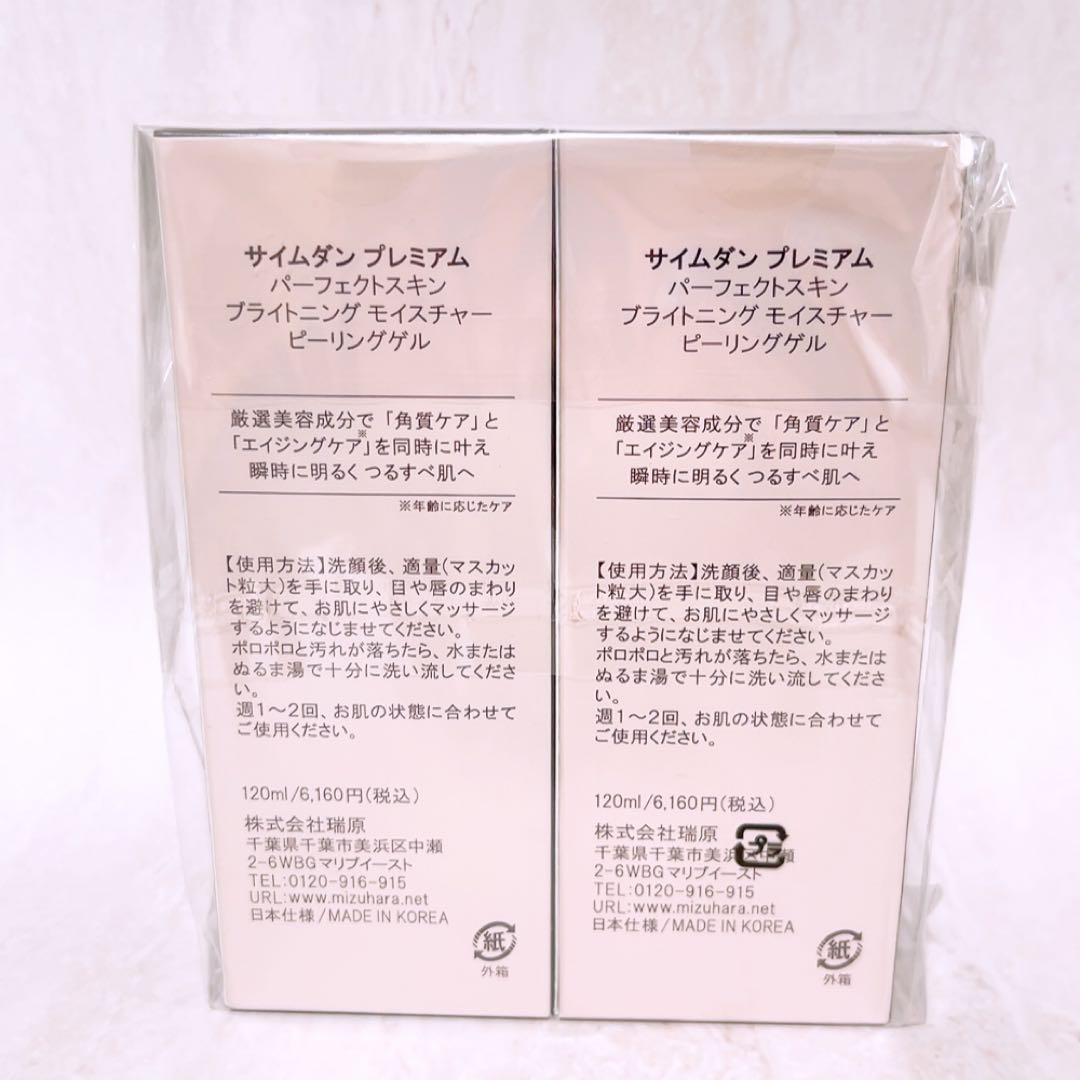 サイムダン プレミアム
パーフェクトスキン
ブライトニング モイスチャー
ピーリングゲル
厳選美容成分で「角質ケア」と
「エイジングケア※」を同時に叶え
瞬時に明るく つるすべ肌へ
※年齢に応じたケア
【使用方法】洗顔後、適量(マスカッ
ト粒大)を手に取り、目や唇のまわり
を避けて、お肌にやさしくマッサージ
するようになじませてください。
ポロポロと汚れが落ちたら、水または
ぬるま湯で十分に洗い流してくださ
い。
週1～2回、お肌の状態に合わせて
ご使用ください。
120ml/6,160円(税込)
株式会社瑞原
千葉県千葉市美浜区中瀬
2-6WBGマリブイースト
TEL:0120-916-915
URL:www.mizuhara.net
日本仕様/MADE IN KOREA
紙
外箱
サイムダン プレミアム
パーフェクトスキン
ブライトニング モイスチャー
ピーリングゲル
厳選美容成分で「角質ケア」と
「エイジングケア※」を同時に叶え
瞬時に明るく つるすべ肌へ
※年齢に応じたケア
【使用方法】洗顔後、適量(マスカッ
ト粒大)を手に取り、目や唇のまわり
を避けて、お肌にやさしくマッサージ
するようになじませてください。
ポロポロと汚れが落ちたら、水または
ぬるま湯で十分に洗い流してくださ
い。
週1～2回、お肌の状態に合わせて
ご使用ください。
120ml/6,160円(税込)
株式会社瑞原
千葉県千葉市美浜区中瀬
プラ
2-6WBGマリブイースト
TEL:0120-916-915
URL:www.mizuhara.net
日本仕様/MADE IN KOREA
紙
外箱